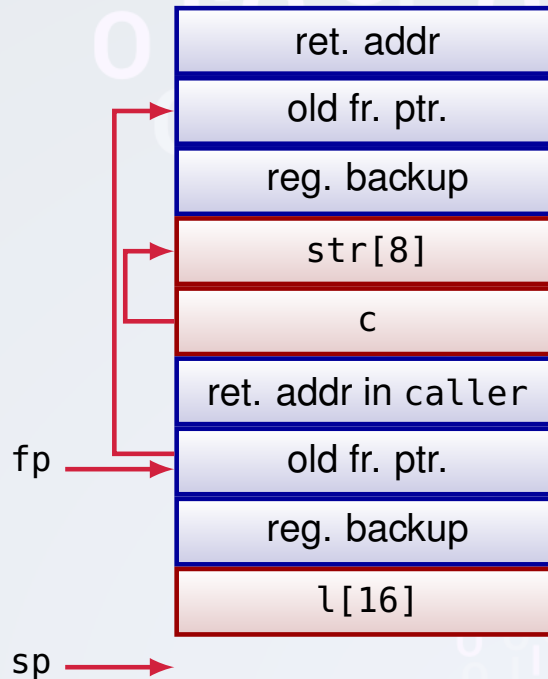 ret. addr
old fr. ptr.
reg. backup
str[8]
c
ret. addr in caller
fp
old fr. ptr.
reg. backup
l[16]
sp